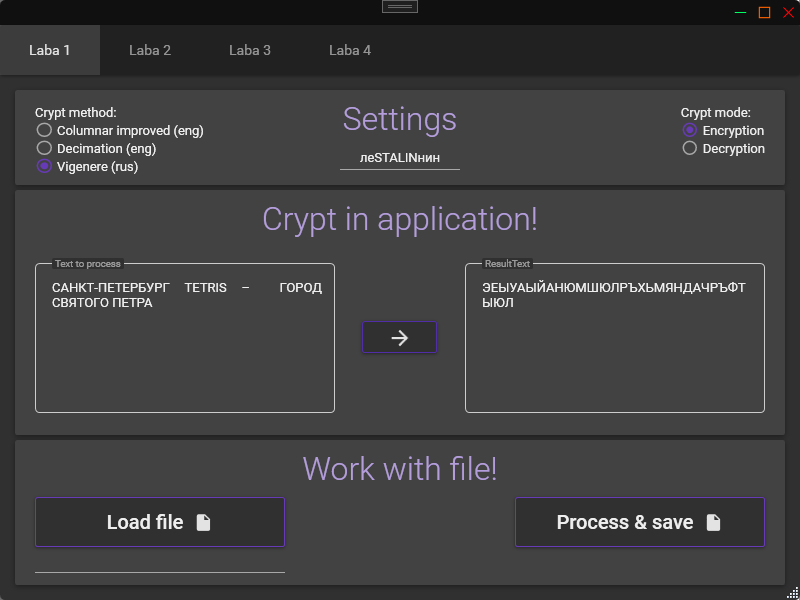 Laba 1
Laba 2
Laba 3
Laba 4
Crypt method:
Columnar improved (eng)
Decimation (eng)
Vigenere (rus)
Settings
леSTALINнин
Crypt mode:
Encryption
Decryption
Crypt in application!
Text to process
САНКТ-ПЕТЕРБУРГ TETRIS – ГОРОД
СВЯТОГО ПЕТРА
ResultText
ЭЕЫУАЫЙАНЮМШЮЛРЪХЬМЯНДАЧРЪФТ
ЫЮЛ
Work with file!
Load file
Process & save